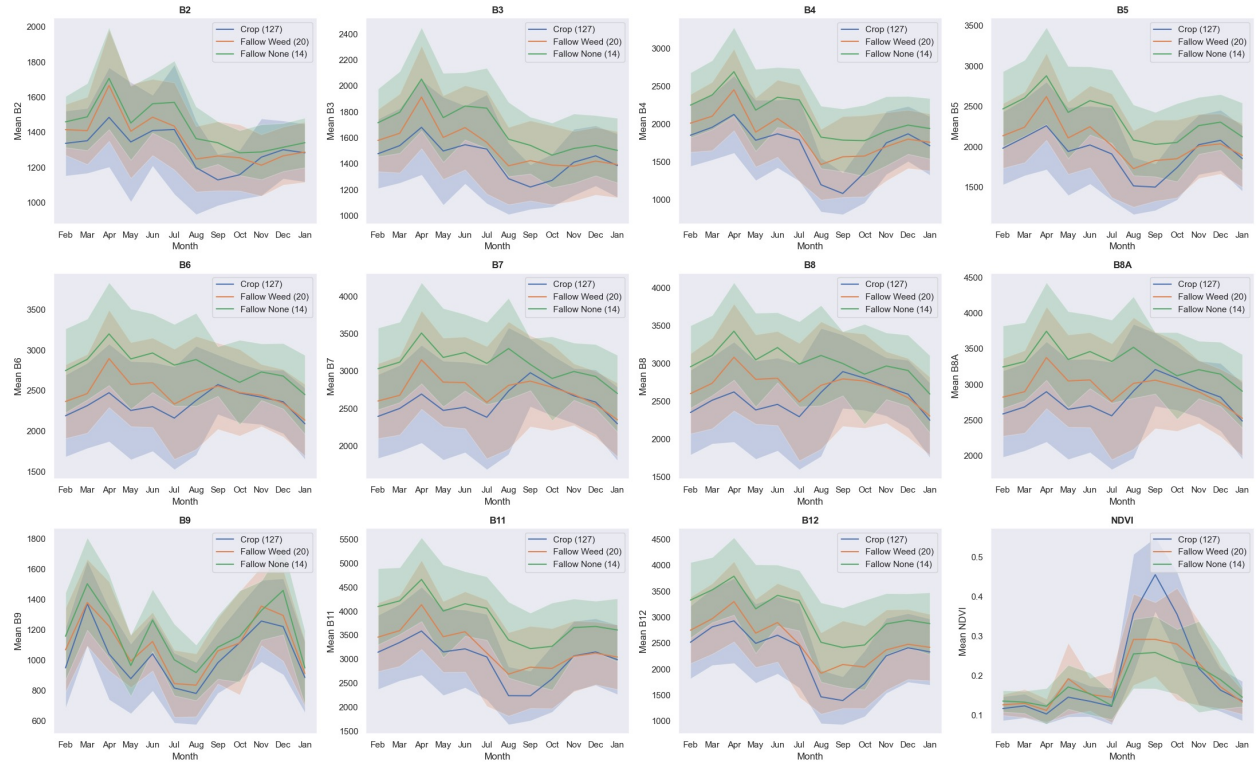 B2
Mean B2
2000
1800
1600
1400
1200
1000
Crop (127)
Fallow Weed (20)
Fallow None (14)
Feb Mar Apr May Jun Jul Aug Sep Oct Nov Dec Jan
Month
B3
Mean B3
2400
2200
2000
1800
1600
1400
1200
1000
Crop (127)
Fallow Weed (20)
Fallow None (14)
Feb Mar Apr May Jun Jul Aug Sep Oct Nov Dec Jan
Month
B4
Mean B4
3000
2500
2000
1500
1000
Crop (127)
Fallow Weed (20)
Fallow None (14)
Feb Mar Apr May Jun Jul Aug Sep Oct Nov Dec Jan
Month
B5
Mean B5
3500
3000
2500
2000
1500
Crop (127)
Fallow Weed (20)
Fallow None (14)
Feb Mar Apr May Jun Jul Aug Sep Oct Nov Dec Jan
Month
B6
Mean B6
3500
3000
2500
2000
1500
Crop (127)
Fallow Weed (20)
Fallow None (14)
Feb Mar Apr May Jun Jul Aug Sep Oct Nov Dec Jan
Month
B7
Mean B7
4000
3500
3000
2500
2000
Crop (127)
Fallow Weed (20)
Fallow None (14)
Feb Mar Apr May Jun Jul Aug Sep Oct Nov Dec Jan
Month
B8
Mean B8
4000
3500
3000
2500
2000
1500
Crop (127)
Fallow Weed (20)
Fallow None (14)
Feb Mar Apr May Jun Jul Aug Sep Oct Nov Dec Jan
Month
B8A
Mean B8A
4500
4000
3500
3000
2500
2000
Crop (127)
Fallow Weed (20)
Fallow None (14)
Feb Mar Apr May Jun Jul Aug Sep Oct Nov Dec Jan
Month
B9
Mean B9
1800
1600
1400
1200
1000
800
600
Crop (127)
Fallow Weed (20)
Fallow None (14)
Feb Mar Apr May Jun Jul Aug Sep Oct Nov Dec Jan
Month
B11
Mean B11
5500
5000
4500
4000
3500
3000
2500
2000
1500
Crop (127)
Fallow Weed (20)
Fallow None (14)
Feb Mar Apr May Jun Jul Aug Sep Oct Nov Dec Jan
Month
B12
Mean B12
4500
4000
3500
3000
2500
2000
1500
1000
Crop (127)
Fallow Weed (20)
Fallow None (14)
Feb Mar Apr May Jun Jul Aug Sep Oct Nov Dec Jan
Month
NDVI
Mean NDVI
0.5
0.4
0.3
0.2
0.1
Crop (127)
Fallow Weed (20)
Fallow None (14)
Feb Mar Apr May Jun Jul Aug Sep Oct Nov Dec Jan
Month